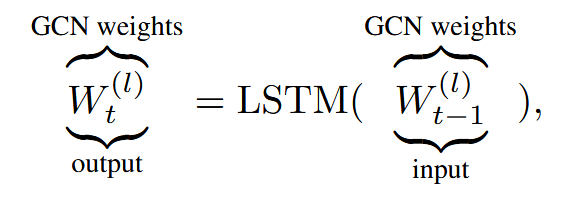 GCN weights GCN weights
W_t^{(l)} = LSTM( W_{t-1}^{(l)} ),
output input